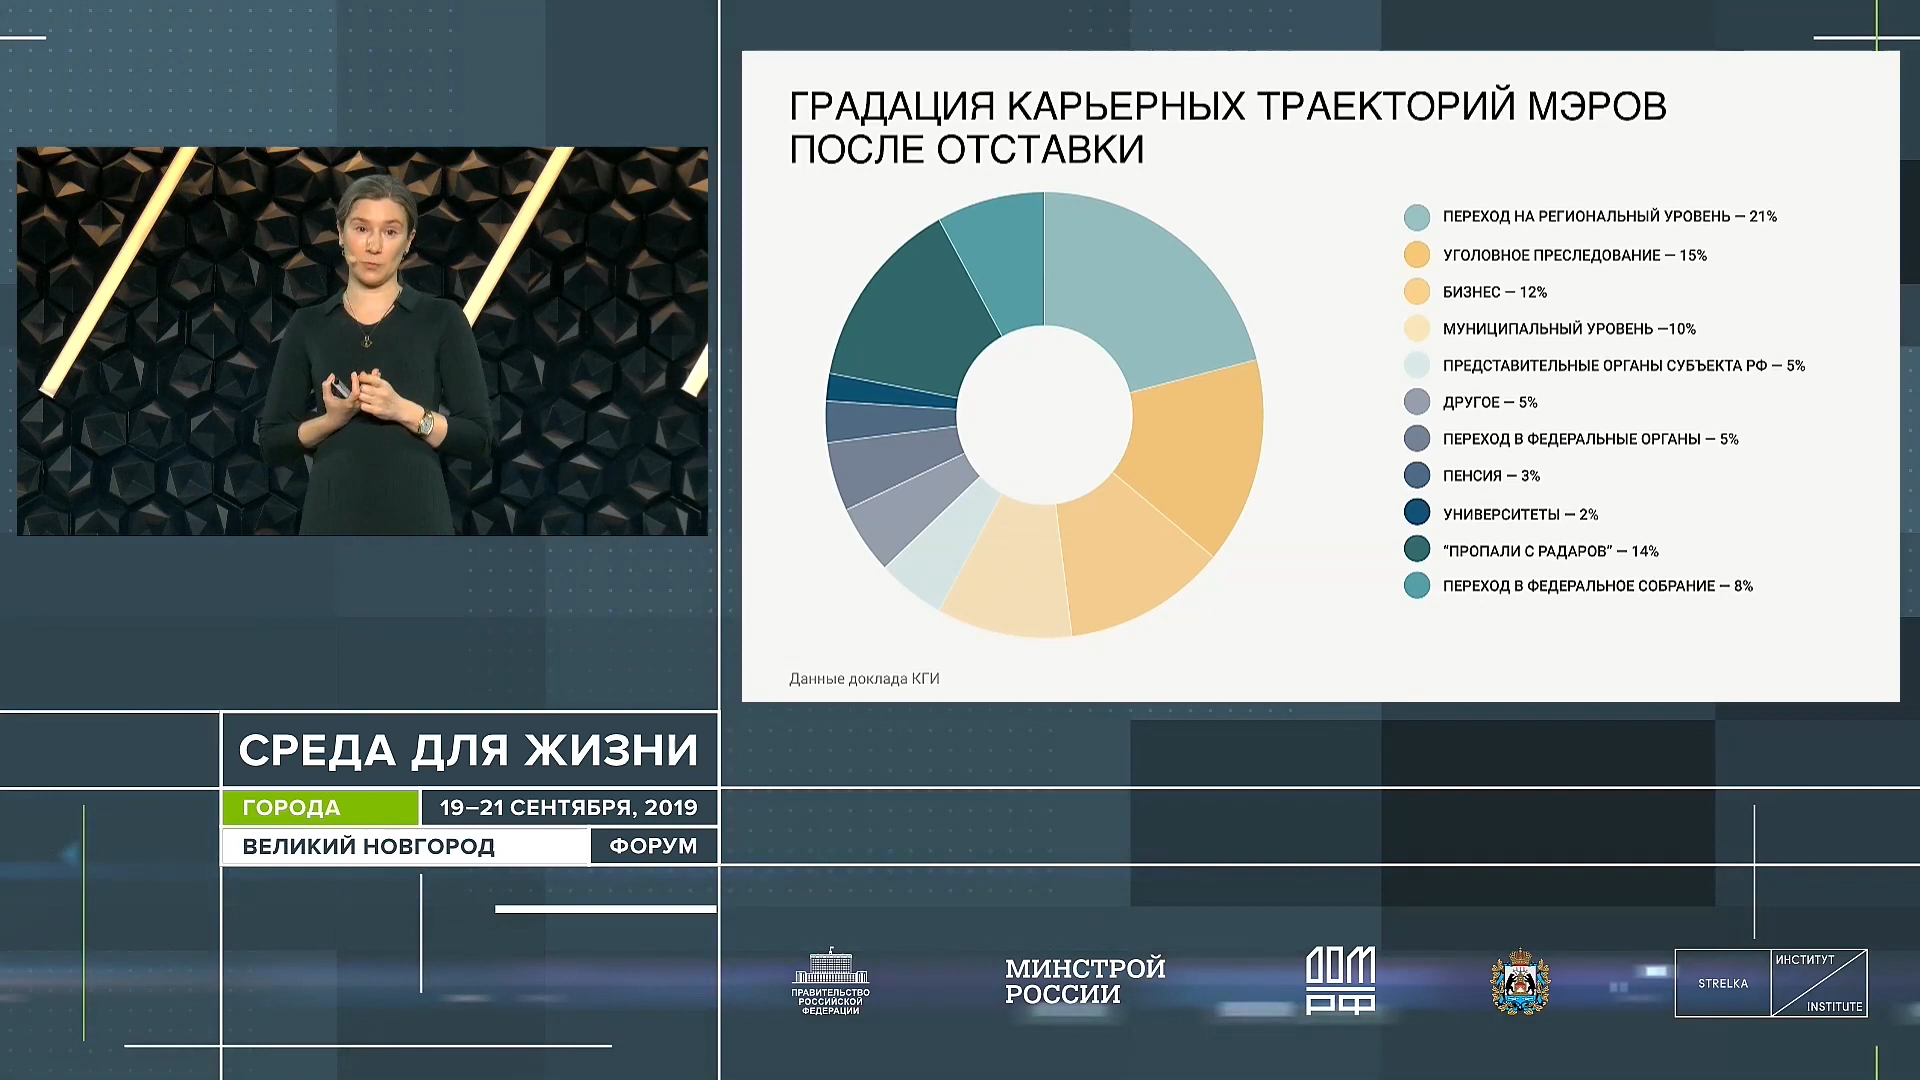 ГРАДАЦИЯ КАРЬЕРНЫХ ТРАЕКТОРИЙ МЭРОВ
ПОСЛЕ ОТСТАВКИ
ПЕРЕХОД НА РЕГИОНАЛЬНЫЙ УРОВЕНЬ — 21%
УГОЛОВНОЕ ПРЕСЛЕДОВАНИЕ — 15%
БИЗНЕС — 12%
МУНИЦИПАЛЬНЫЙ УРОВЕНЬ —10%
ПРЕДСТАВИТЕЛЬНЫЕ ОРГАНЫ СУБЪЕКТА РФ — 5%
ДРУГОЕ — 5%
ПЕРЕХОД В ФЕДЕРАЛЬНЫЕ ОРГАНЫ — 5%
ПЕНСИЯ — 3%
УНИВЕРСИТЕТЫ — 2%
“ПРОПАЛИ С РАДАРОВ” — 14%
ПЕРЕХОД В ФЕДЕРАЛЬНОЕ СОБРАНИЕ — 8%
Данные доклада КГИ
СРЕДА ДЛЯ ЖИЗНИ
ГОРОДА
19–21 СЕНТЯБРЯ, 2019
ВЕЛИКИЙ НОВГОРОД
ФОРУМ
ПРАВИТЕЛЬСТВО
РОССИЙСКОЙ
ФЕДЕРАЦИИ
МИНСТРОЙ
РОССИИ
ДОМ
РФ
STRELKA
ИНСТИТУТ
INSTITUTE